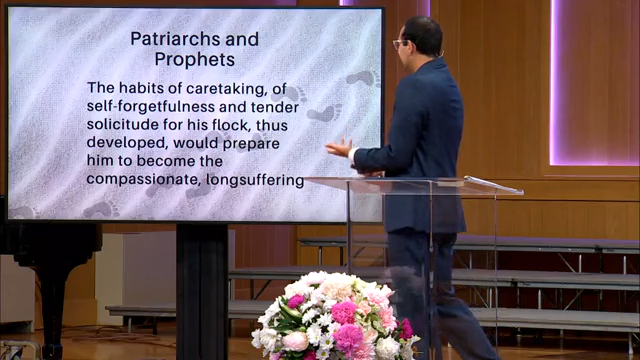 Patriarchs and
Prophets
The habits of caretaking, of
self-forgetfulness and tender
solicitude for his flock, thus
developed, would prepare
him to become the
compassionate, longsuffering